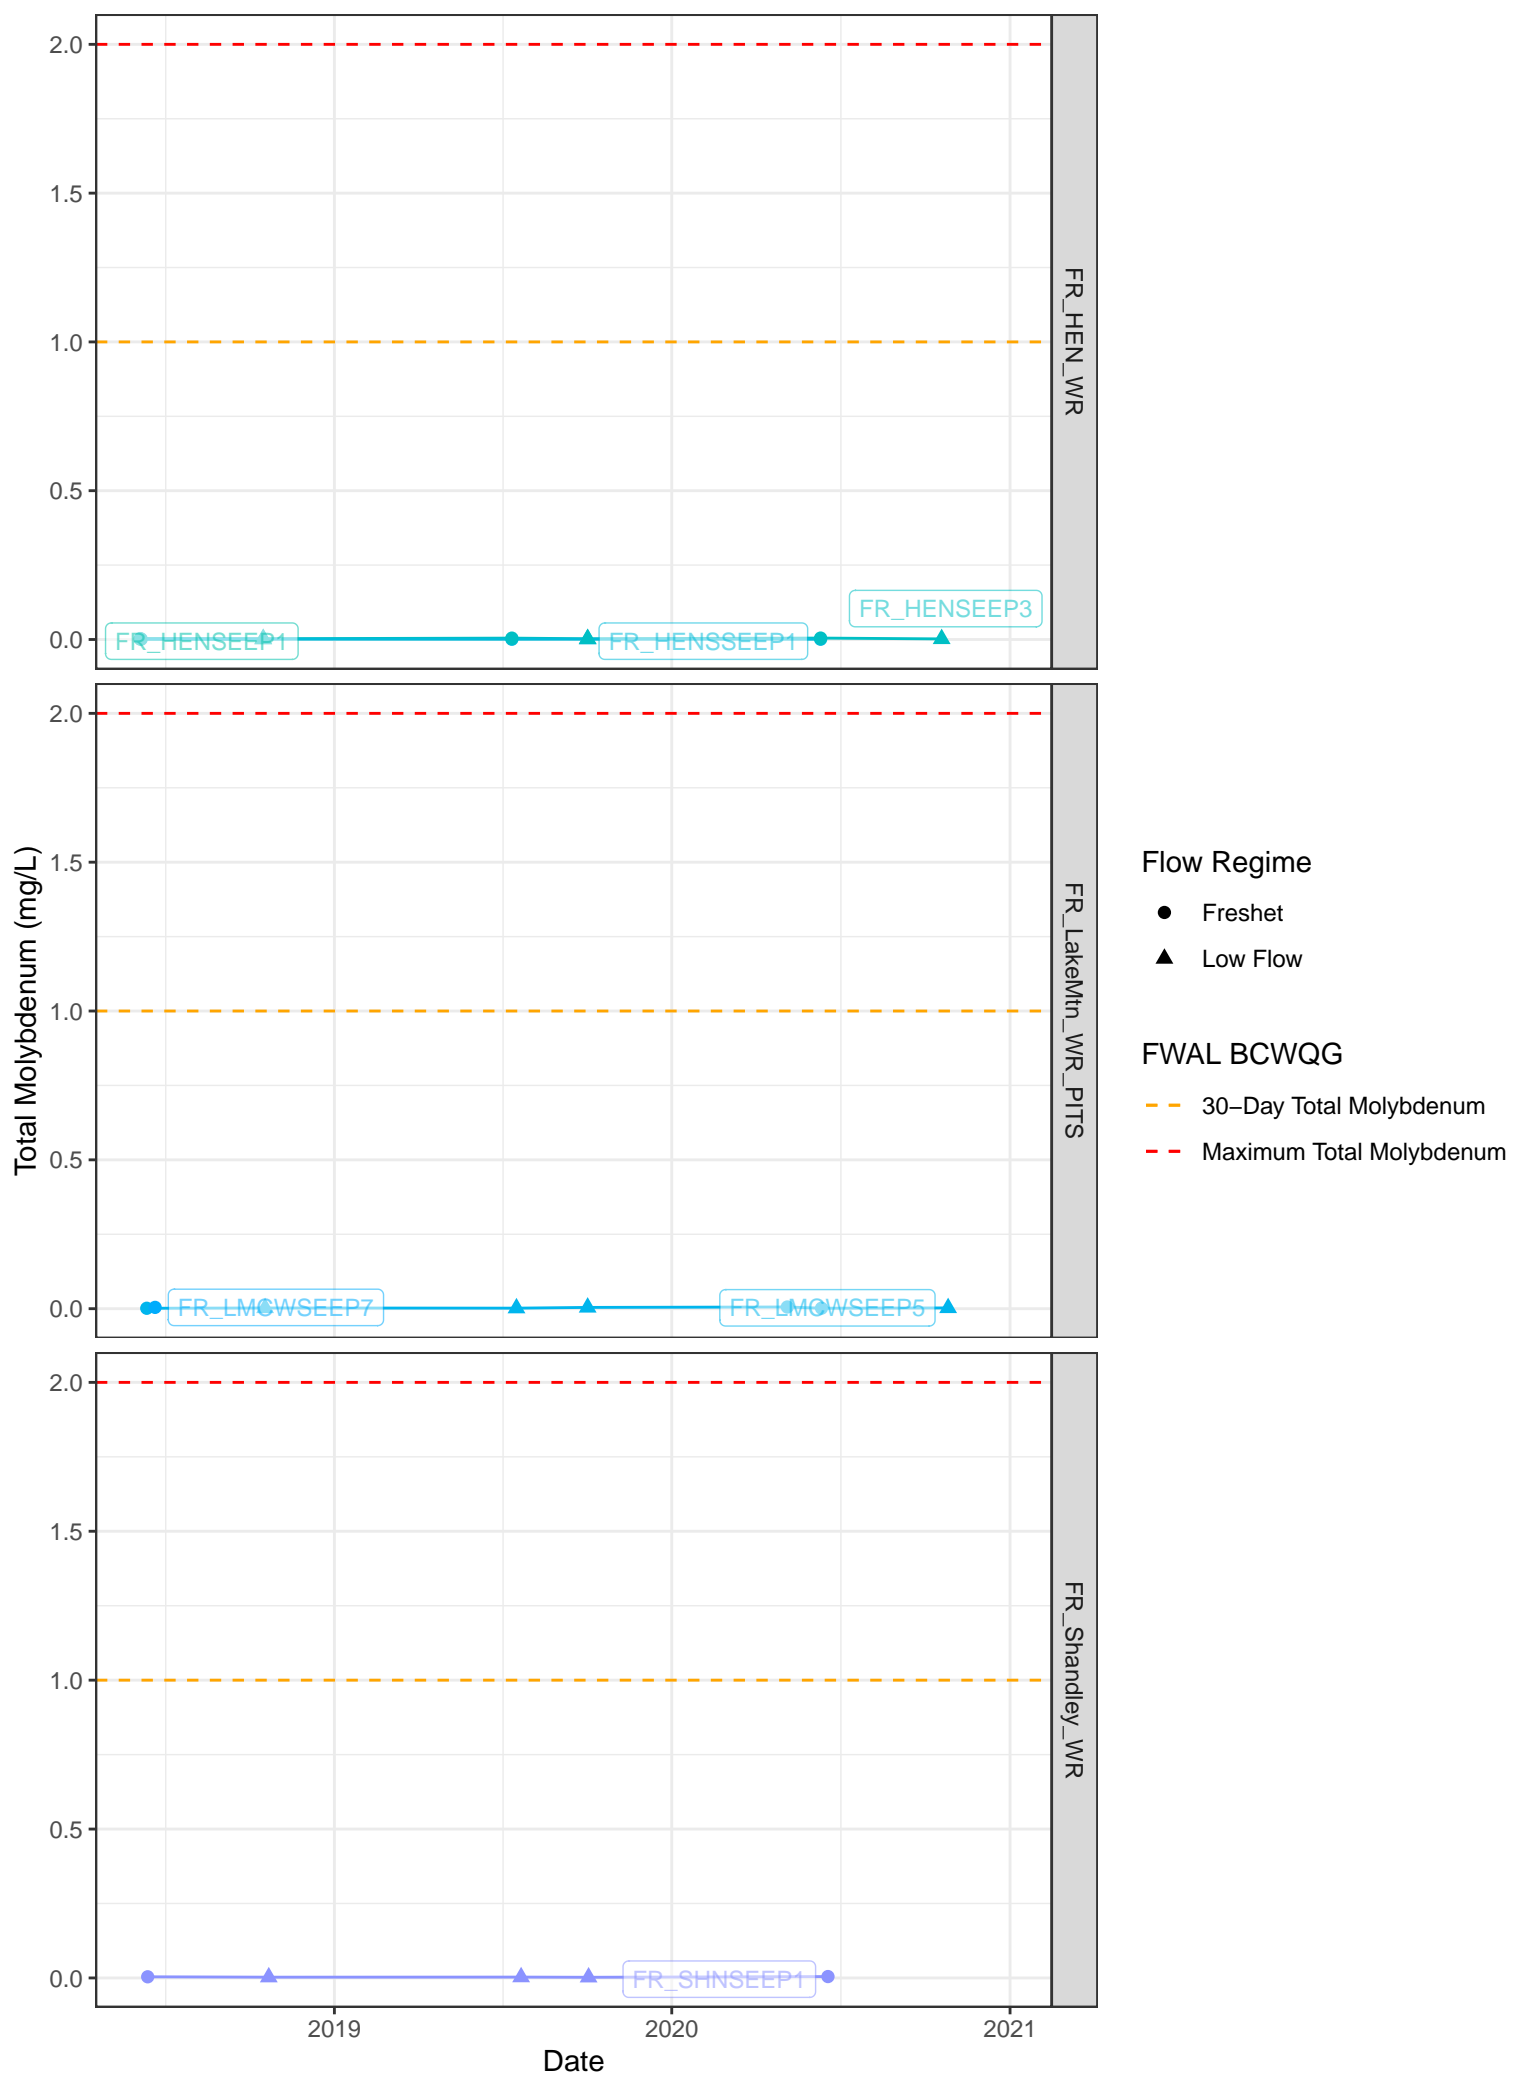 2.0
1.5
1.0
0.5
0.0
FR_HENSEEP1
FR_HENSSEEP1
FR_HENSEEP3
FR_HEN_WR
Total Molybdenum (mg/L)
2.0
1.5
1.0
0.5
0.0
FR_LMCWSEEP7
FR_LMCWSEEP5
FR_LakeMtn_WR_PITS
2.0
1.5
1.0
0.5
0.0
FR_SHNSEEP1
FR_Shandley_WR
2019
2020
2021
Date
Flow Regime
Freshet
Low Flow
FWAL BCWQG
30−Day Total Molybdenum
Maximum Total Molybdenum